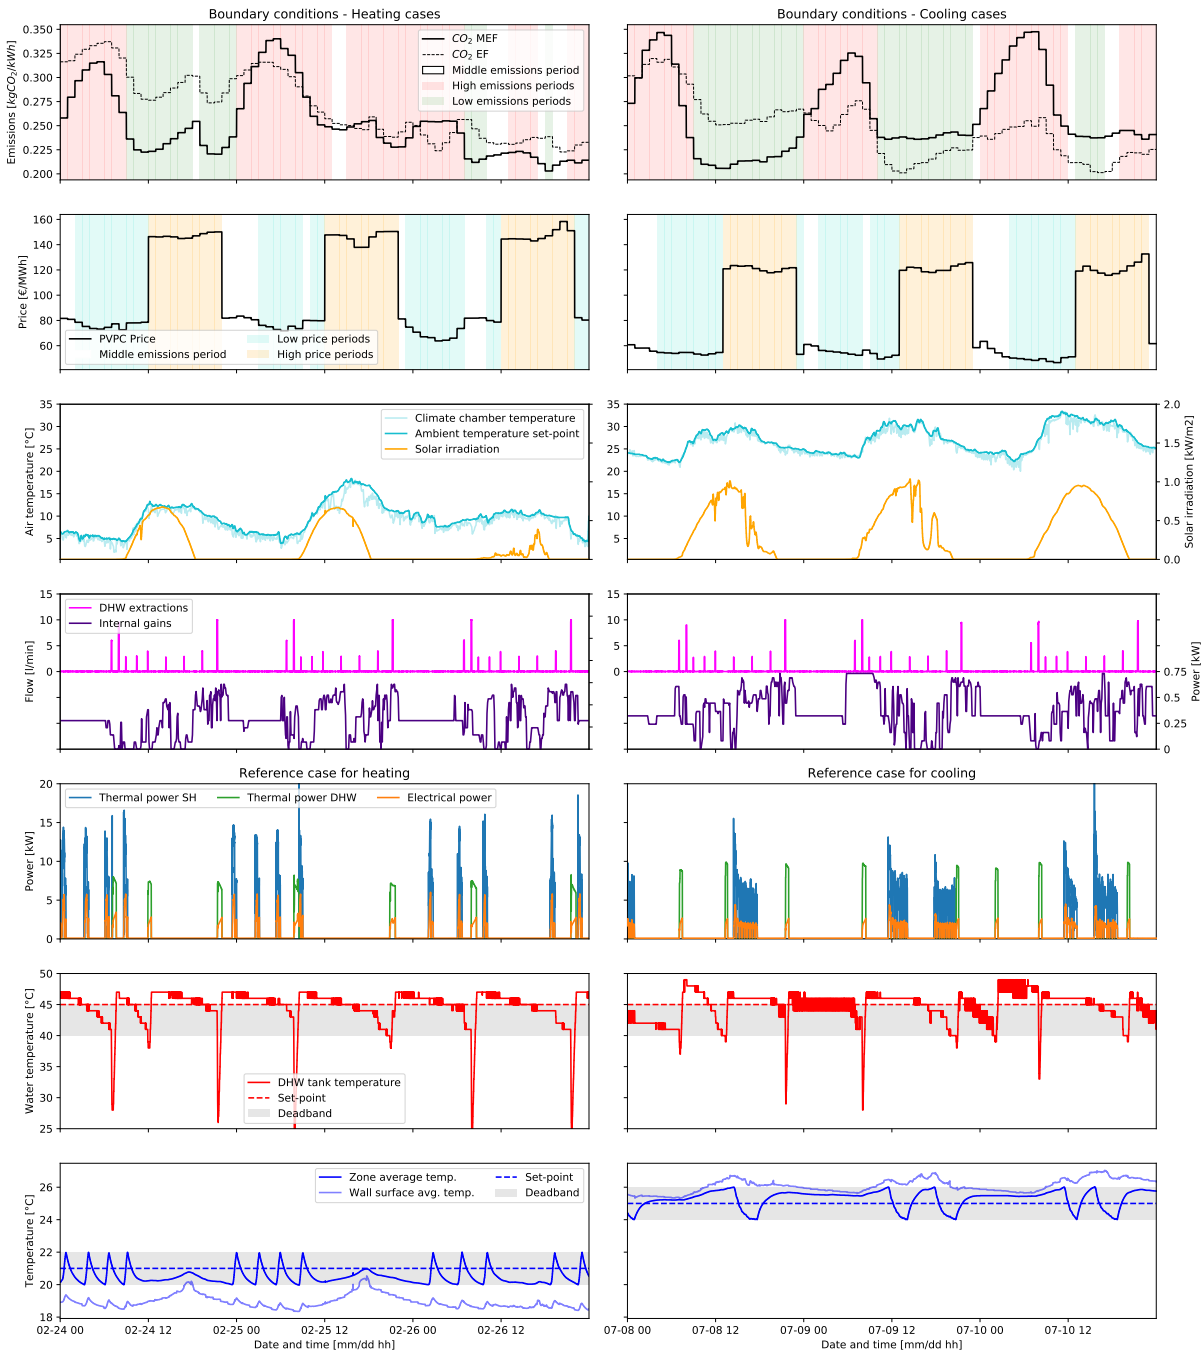 Boundary conditions - Heating cases
Boundary conditions - Cooling cases
Emissions [kgCO2/kWh]
0.350
0.325
0.300
0.275
0.250
0.225
0.200
CO2 MEF
CO2 EF
Middle emissions period
High emissions periods
Low emissions periods
Price [€/MWh]
160
140
120
100
80
60
PVPC Price
Middle emissions period
Low price periods
High price periods
Air temperature [°C]
35
30
25
20
15
10
5
Climate chamber temperature
Ambient temperature set-point
Solar irradiation
35
30
25
20
15
10
5
2.0
1.5
1.0
0.5
0.0
Solar irradiation [kW/m2]
Flow [l/min]
15
10
5
0
DHW extractions
Internal gains
15
10
5
0
0.75
0.5
0.25
0
Power [kW]
Reference case for heating
Reference case for cooling
Power [kW]
20
15
10
5
0
Thermal power SH
Thermal power DHW
Electrical power
Water temperature [°C]
50
45
40
35
30
25
DHW tank temperature
Set-point
Deadband
Temperature [°C]
26
24
22
20
18
Zone average temp.
Wall surface avg. temp.
Set-point
Deadband
02-24 00
02-24 12
02-25 00
02-25 12
02-26 00
02-26 12
Date and time [mm/dd hh]
07-08 00
07-08 12
07-09 00
07-09 12
07-10 00
07-10 12
Date and time [mm/dd hh]